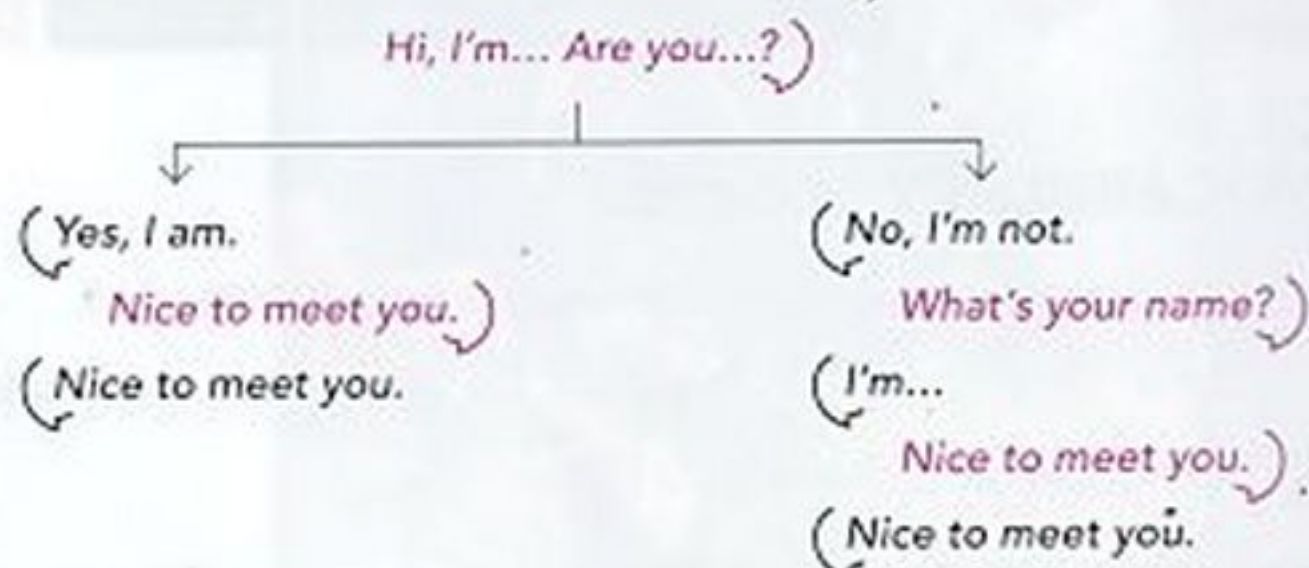 Hi, I'm... Are you...?
Yes, I am.
Nice to meet you.
Nice to meet you.
No, I'm not.
What's your name?
I'm...
Nice to meet you.
Nice to meet you.